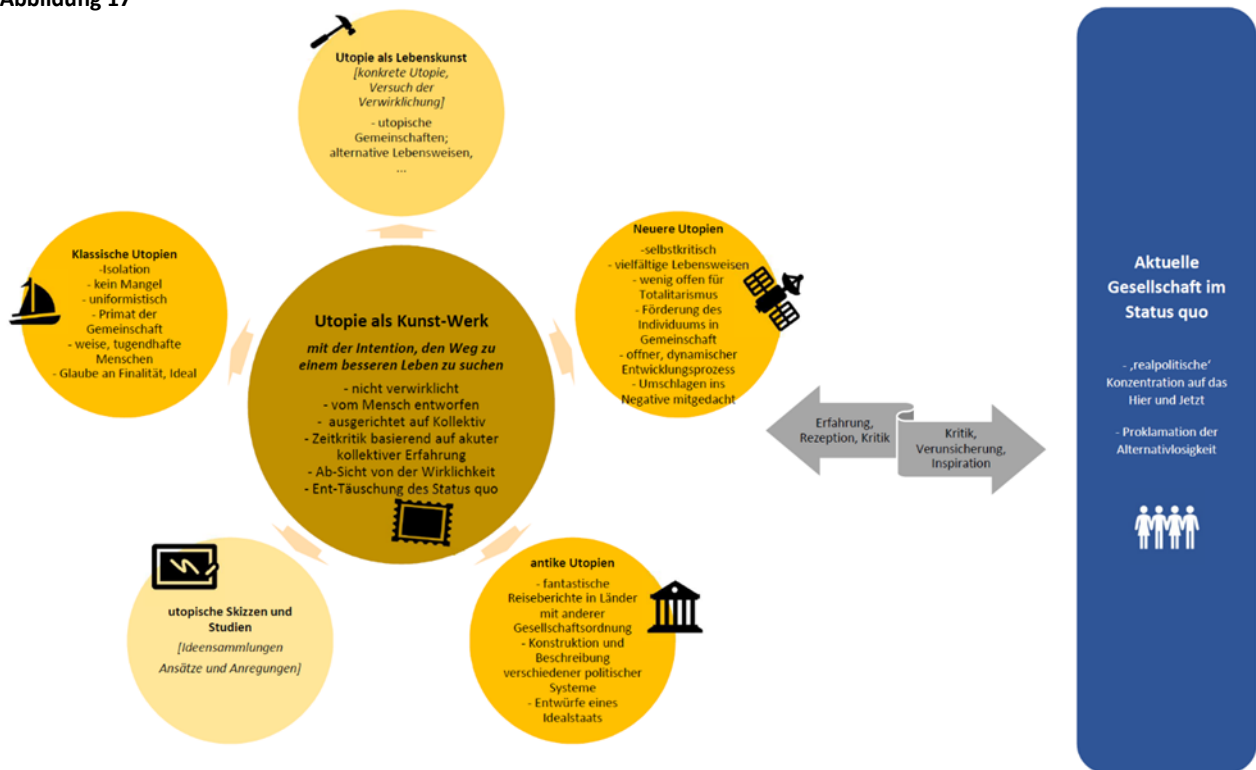 Abbildung 17
Utopie als Lebenskunst
[konkrete Utopie,
Versuch der
Verwirklichung]
- utopische
Gemeinschaften;
alternative Lebensweisen,
...
Klassische Utopien
-Isolation
- kein Mangel
- uniformistisch
- Primat der
Gemeinschaft
- weise, tugendhafte
Menschen
- Glaube an Finalität, Ideal
Utopie als Kunst-Werk
mit der Intention, den Weg zu
einem besseren Leben zu suchen
- nicht verwirklicht
- vom Mensch entworfen
- ausgerichtet auf Kollektiv
- Zeitkritik basierend auf akuter
kollektiver Erfahrung
- Ab-Sicht von der Wirklichkeit
- Ent-Täuschung des Status quo
Neuere Utopien
-selbstkritisch
- vielfältige Lebensweisen
- wenig offen für
Totalitarismus
- Förderung des
Individuums in
Gemeinschaft
- offner, dynamischer
Entwicklungsprozess
- Umschlagen ins
Negative mitgedacht
utopische Skizzen und
Studien
[Ideensammlungen
Ansätze und Anregungen]
antike Utopien
- fantastische
Reiseberichte in Länder
mit anderer
Gesellschaftsordnung
- Konstruktion und
Beschreibung
verschiedener politischer
Systeme
- Entwürfe eines
Idealstaats
Erfahrung,
Rezeption, Kritik
Kritik,
Verunsicherung,
Inspiration
Aktuelle
Gesellschaft im
Status quo
- ‚realpolitische‘
Konzentration auf das
Hier und Jetzt
- Proklamation der
Alternativlosigkeit